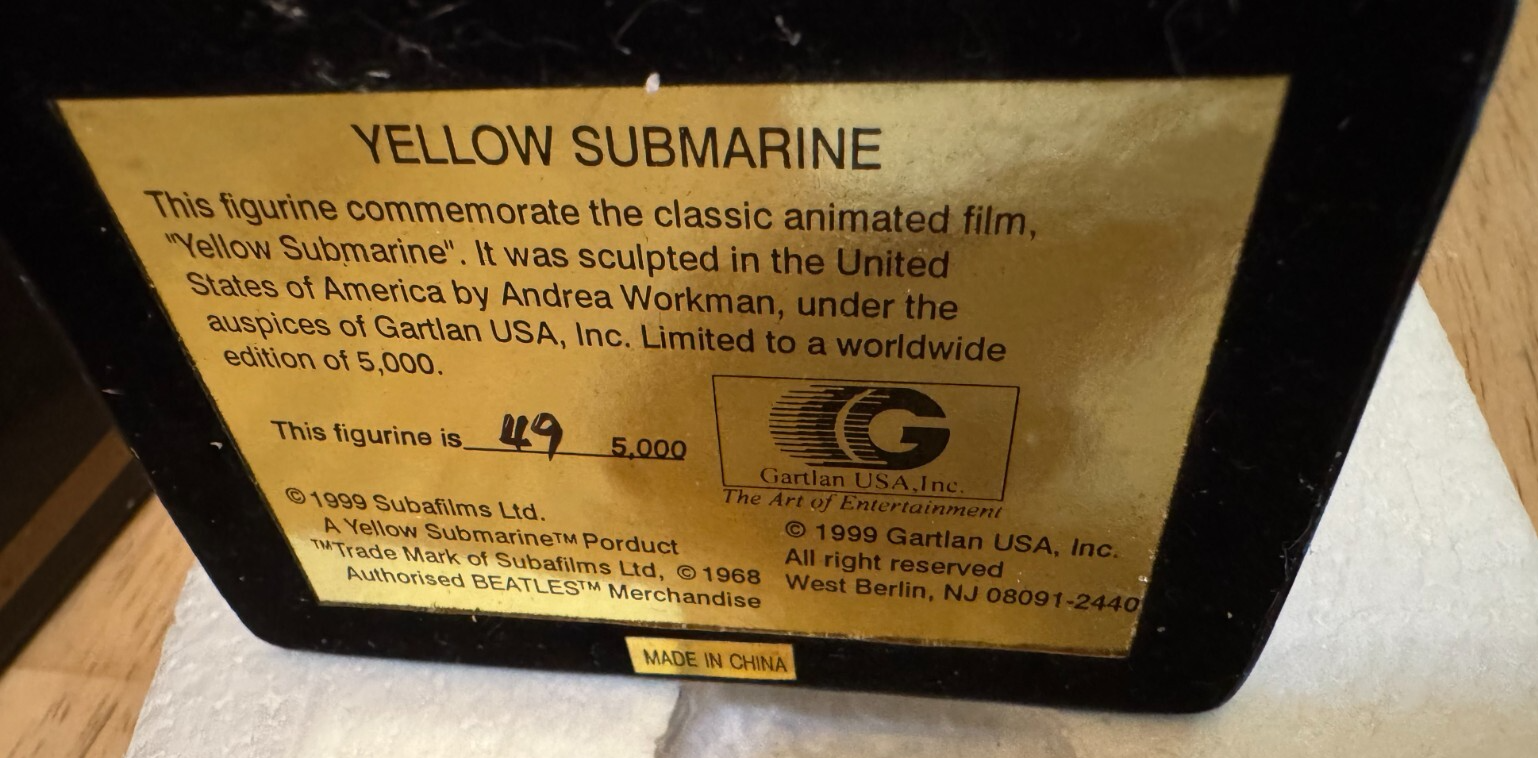 YELLOW SUBMARINE
This figurine commemorate the classic animated film,
"Yellow Submarine". It was sculpted in the United
States of America by Andrea Workman, under the
auspices of Gartlan USA, Inc. Limited to a worldwide
edition of 5,000.
This figurine is 49 5,000
G
Gartlan USA,Inc.
The Art of Entertainment
© 1999 Subafilms Ltd.
A Yellow Submarine™ Porduct
™Trade Mark of Subafilms Ltd, © 1968
Authorised BEATLES™ Merchandise
© 1999 Gartlan USA, Inc.
All right reserved
West Berlin, NJ 08091-2440
MADE IN CHINA